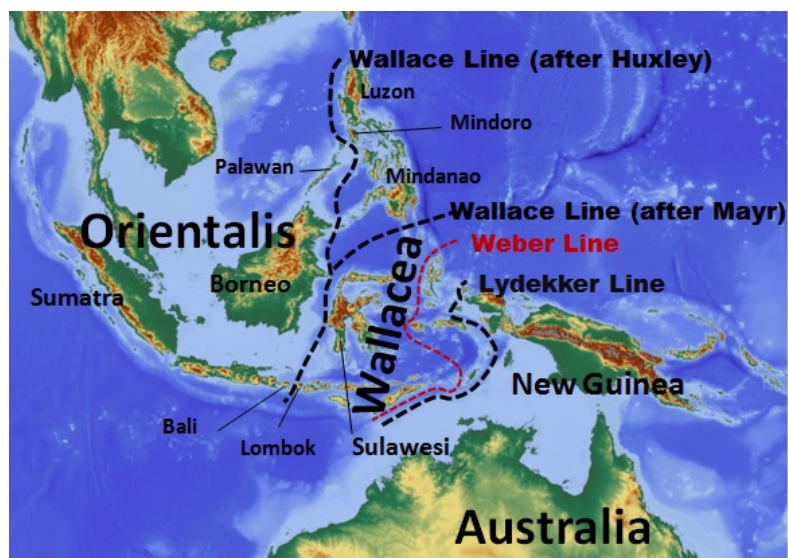 Wallace Line (after Huxley)
Luzon
Mindoro
Palawan
Mindanao
Wallace Line (after Mayr)
Orientalis
Weber Line
Wallacea
Lydekker Line
Borneo
Sumatra
New Guinea
Bali
Lombok
Sulawesi
Australia